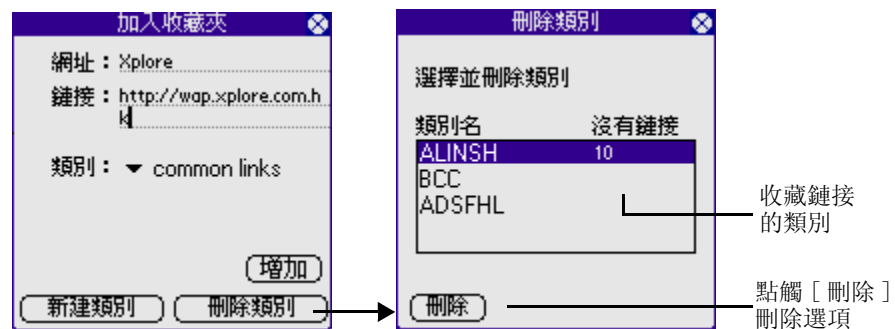 加入收藏夾
網址：Xplore
鏈接：http://wap.xplore.com.h
k
類別：common links
增加
新建類別 刪除類別
刪除類別
選擇並刪除類別
類別名 沒有鏈接
ALINSH 10
BCC
ADSFHL
刪除
收藏鏈接
的類別
點觸［刪除］
刪除選項